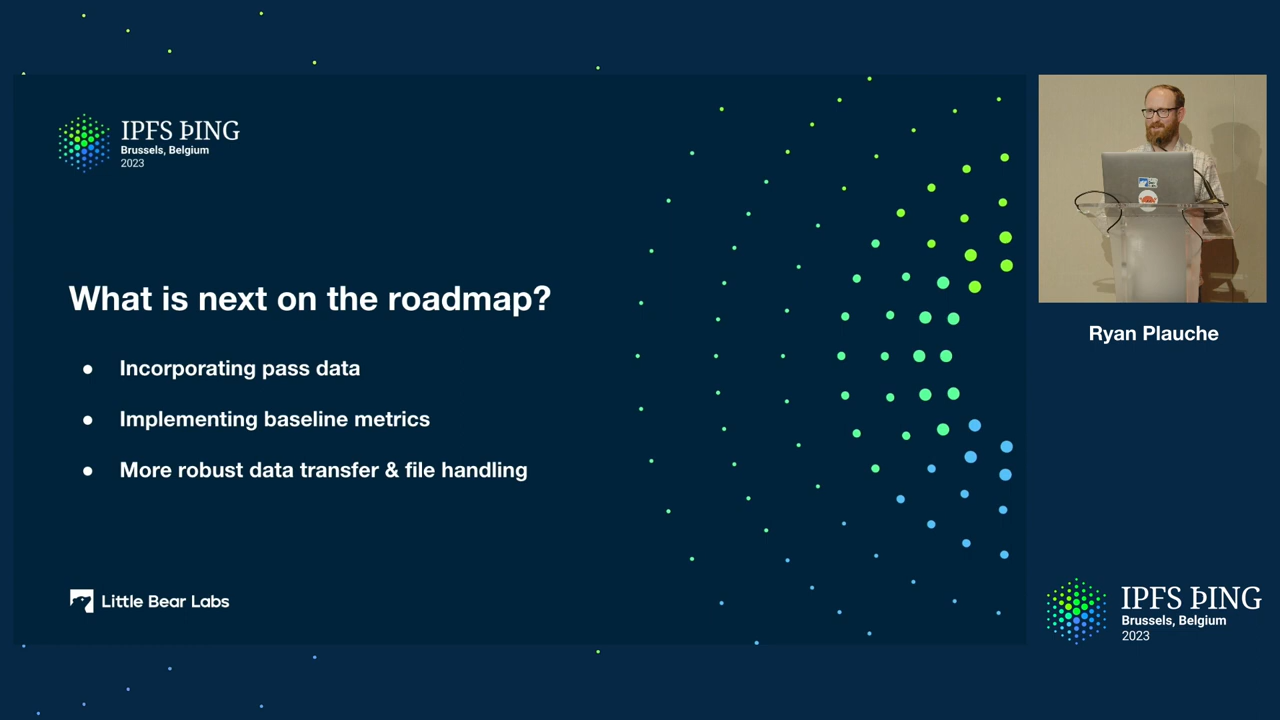 IPFS ÞING
Brussels, Belgium
2023
What is next on the roadmap?
● Incorporating pass data
● Implementing baseline metrics
● More robust data transfer & file handling
Little Bear Labs
Ryan Plauche
IPFS ÞING
Brussels, Belgium
2023